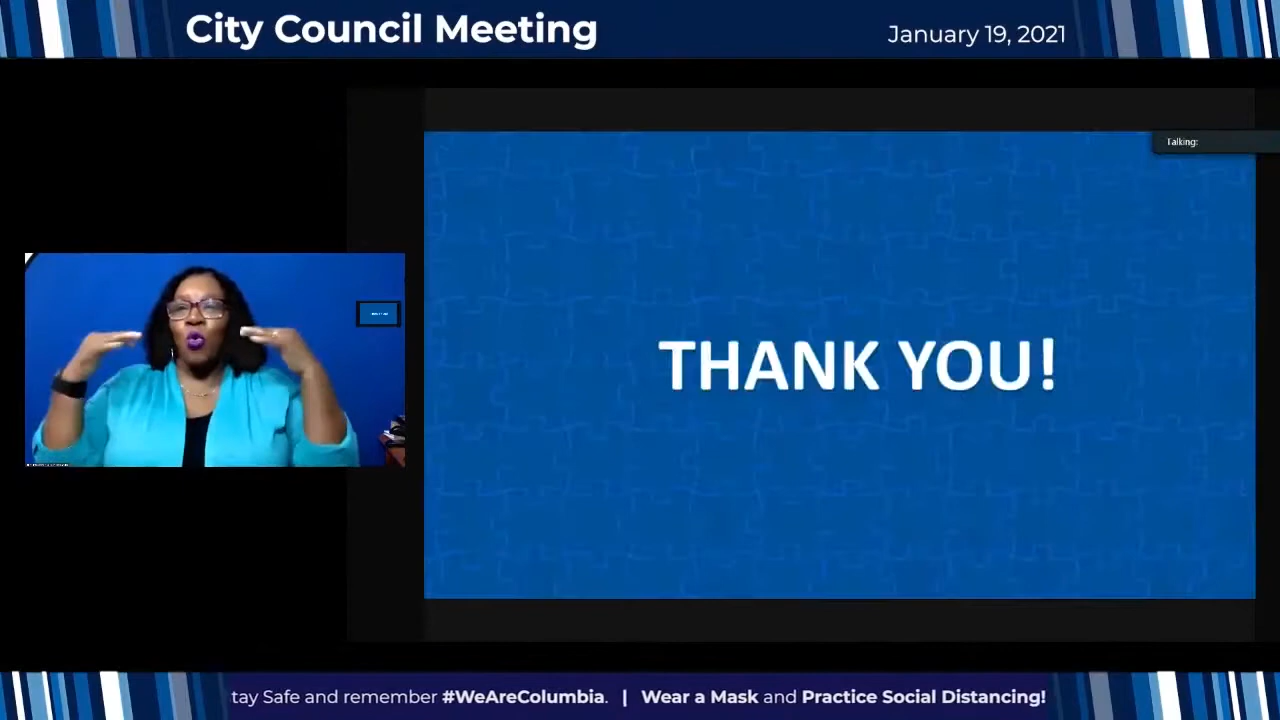 City Council Meeting
January 19, 2021
Talking:
THANK YOU!
tay Safe and remember #WeAreColumbia. | Wear a Mask and Practice Social Distancing!